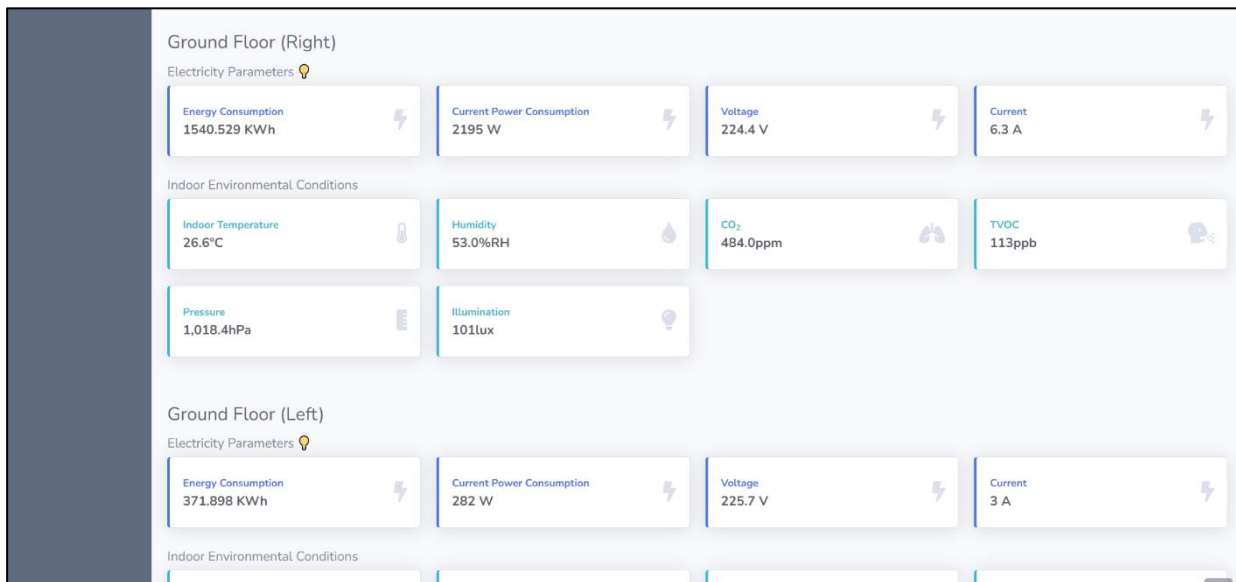 Ground Floor (Right)
Electricity Parameters
Energy Consumption
1540.529 KWh
Current Power Consumption
2195 W
Voltage
224.4 V
Current
6.3 A
Indoor Environmental Conditions
Indoor Temperature
26.6°C
Humidity
53.0%RH
CO₂
484.0ppm
TVOC
113ppb
Pressure
1,018.4hPa
Illumination
101lux
Ground Floor (Left)
Electricity Parameters
Energy Consumption
371.898 KWh
Current Power Consumption
282 W
Voltage
225.7 V
Current
3 A
Indoor Environmental Conditions